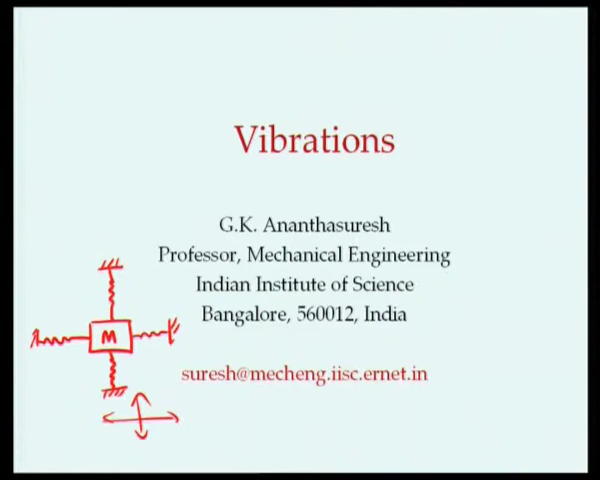 Vibrations
G.K. Ananthasuresh
Professor, Mechanical Engineering
Indian Institute of Science
Bangalore, 560012, India
M
suresh@mecheng.iisc.ernet.in